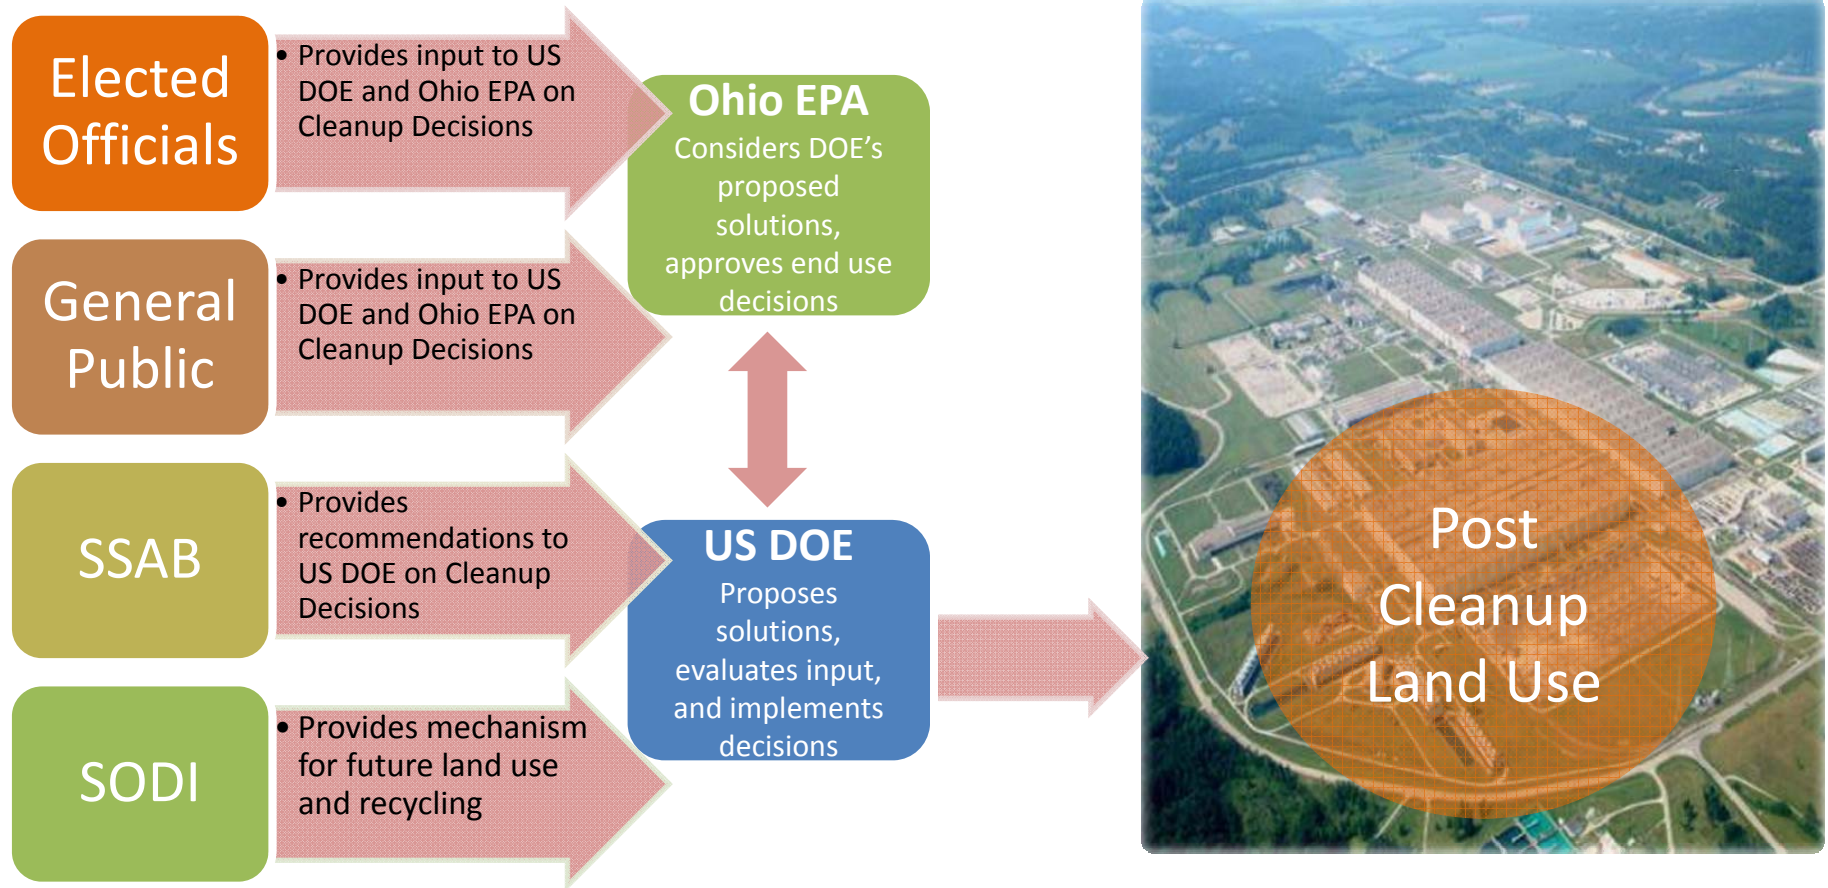 Elected
Officials
• Provides input to US
DOE and Ohio EPA on
Cleanup Decisions
General
Public
• Provides input to US
DOE and Ohio EPA on
Cleanup Decisions
SSAB
• Provides
recommendations to
US DOE on Cleanup
Decisions
SODI
• Provides mechanism
for future land use
and recycling
Ohio EPA
Considers DOE’s
proposed
solutions,
approves end use
decisions
US DOE
Proposes
solutions,
evaluates input,
and implements
decisions
Post
Cleanup
Land Use